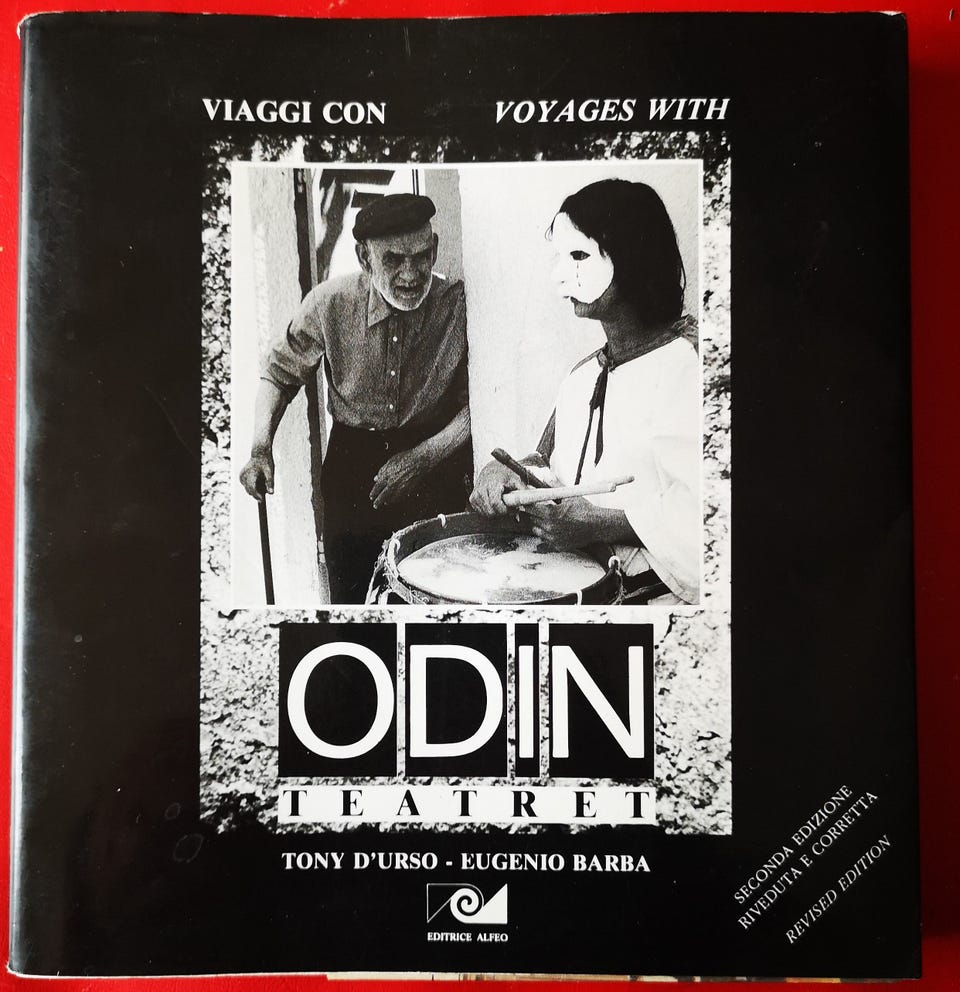 VIAGGI CON
VOYAGES WITH
ODIN
TEATRET
TONY D'URSO - EUGENIO BARBA
EDITRICE ALFEO
SECONDA EDIZIONE
RIVEDUTA E CORRETTA
REVISED EDITION